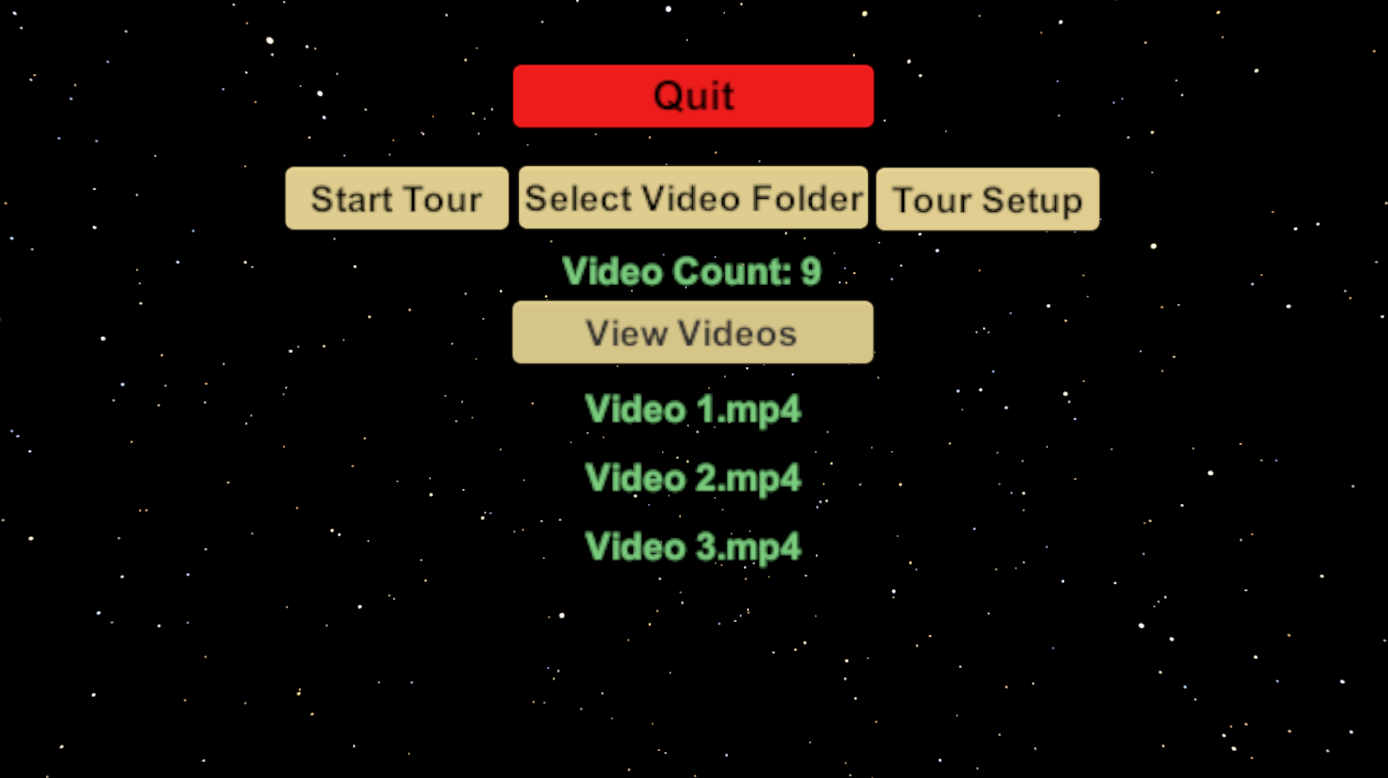 Quit
Start Tour
Select Video Folder
Tour Setup
Video Count: 9
View Videos
Video 1.mp4
Video 2.mp4
Video 3.mp4